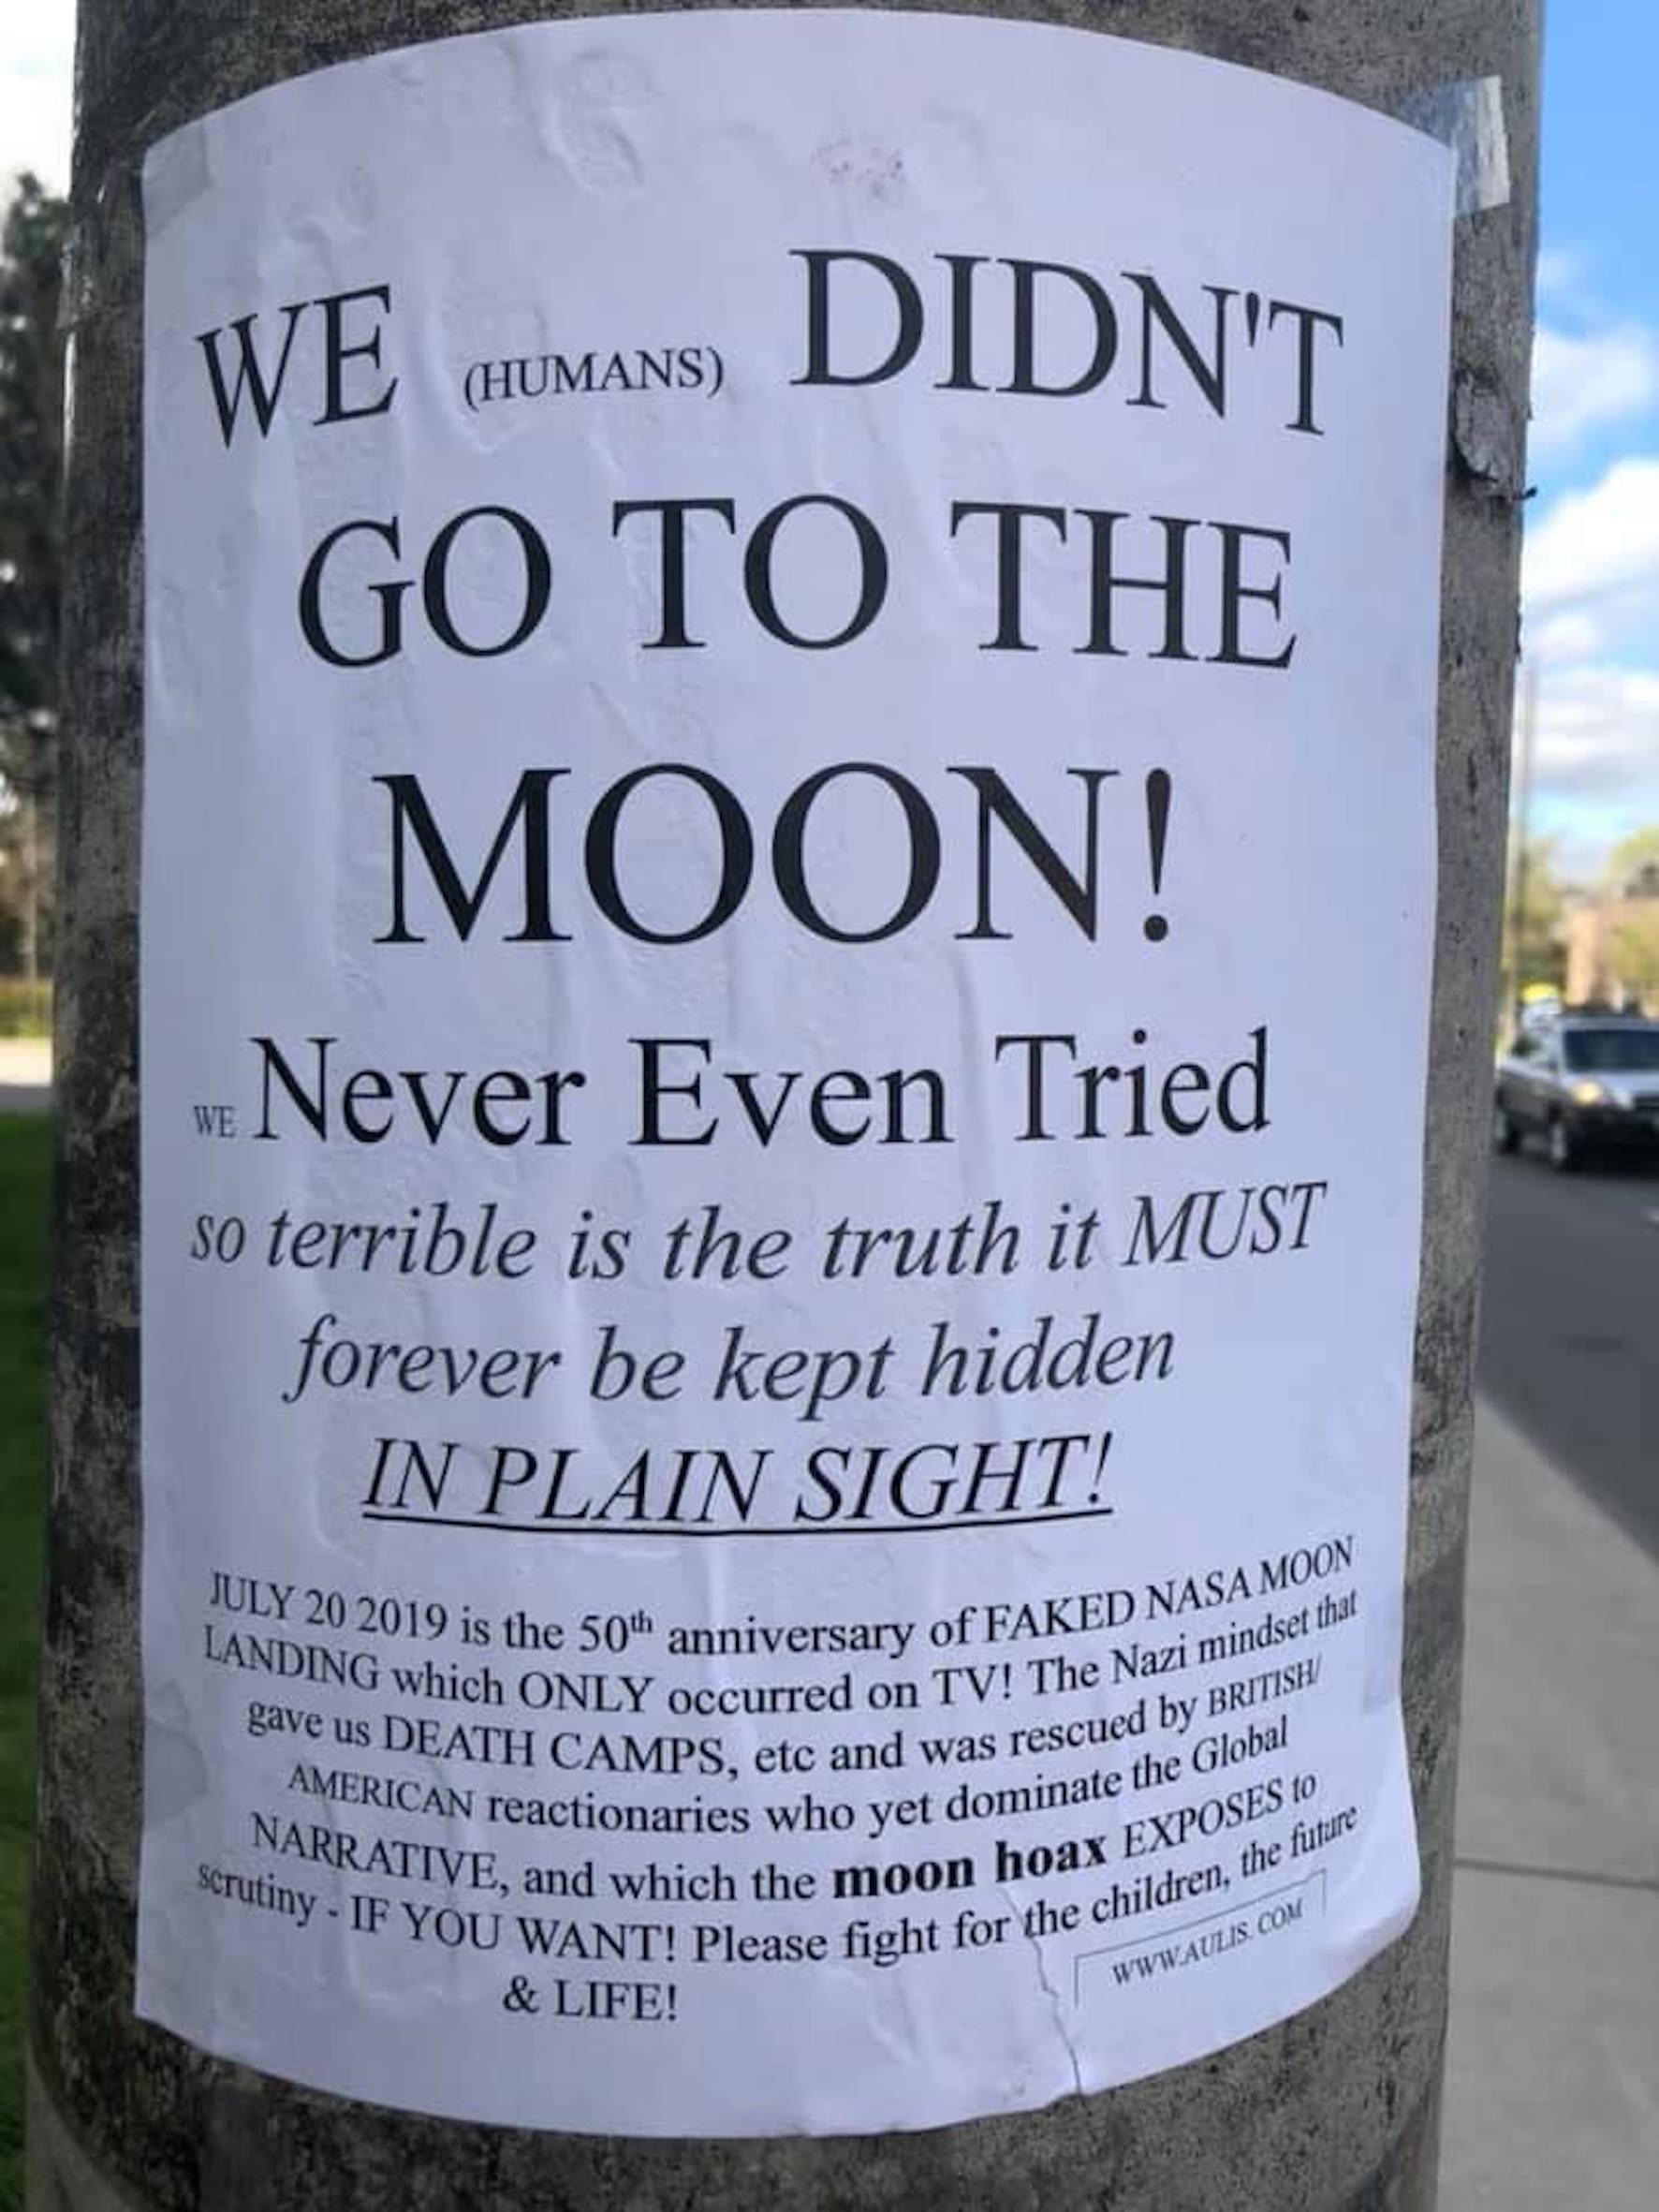 WE (HUMANS) DIDN'T
GO TO THE
MOON!
WE Never Even Tried
so terrible is the truth it MUST
forever be kept hidden
IN PLAIN SIGHT!
JULY 20 2019 is the 50th anniversary of FAKED NASA MOON
LANDING which ONLY occurred on TV! The Nazi mindset that
gave us DEATH CAMPS, etc and was rescued by BRITISH/
AMERICAN reactionaries who yet dominate the Global
NARRATIVE, and which the moon hoax EXPOSES to
scrutiny - IF YOU WANT! Please fight for the children, the future
& LIFE!
WWW.AULIS.COM